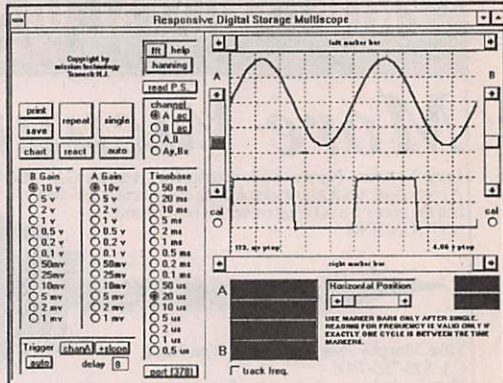 Responsive Digital Storage Multiscope
Copyright by
mission technology
Teaneck N.J.
fft help
hanning
read P.S.
print
save
repeat
single
chart
react
auto
channel
A ac
B ac
A,B
Ay,Bx
B Gain
10 v
5 v
2 v
1 v
0.5 v
0.2 v
0.1 v
50mv
25mv
10mv
5 mv
2 mv
1 mv
A Gain
10v
5 v
2 v
1 v
0.5 v
0.2 v
0.1 v
50mv
25mv
10mv
5 mv
2 mv
1 mv
Timebase
50 ms
20 ms
10 ms
5 ms
2 ms
1 ms
0.5 ms
0.2 ms
0.1 ms
50 us
20 us
10 us
5 us
2 us
1 us
0.5 us
Trigger
chanA
+slope
auto
delay 8
port (378)
left marker bar
A
B
cal
cal
4.06 v ptop
right marker bar
A
B
Horizontal Position
USE MARKER BARS ONLY AFTER SINGLE.
READING FOR FREQUENCY IS VALID ONLY IF
EXACTLY ONE CYCLE IS BETWEEN THE TIME
MARKERS.
track freq.